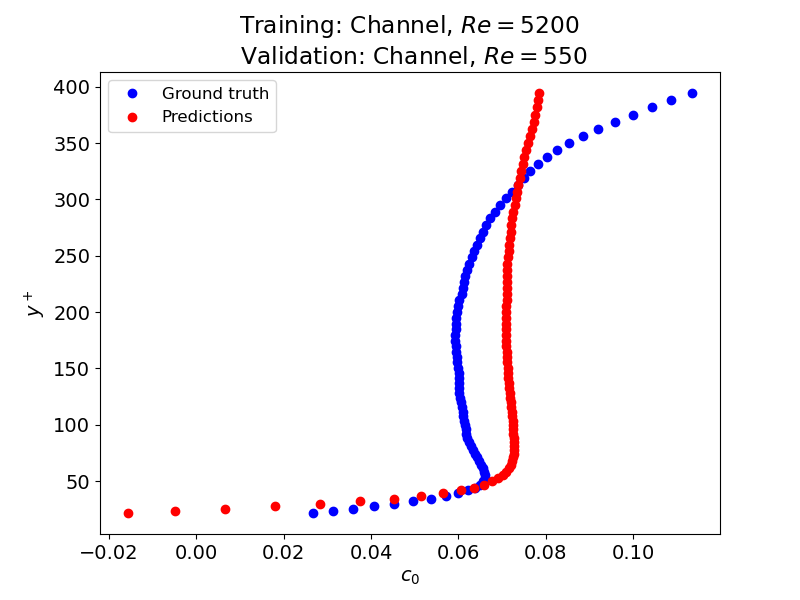 Training: Channel, Re = 5200
Validation: Channel, Re = 550
Ground truth
Predictions
400
350
300
250
200
150
100
50
y⁺
−0.02 0.00 0.02 0.04 0.06 0.08 0.10
c₀